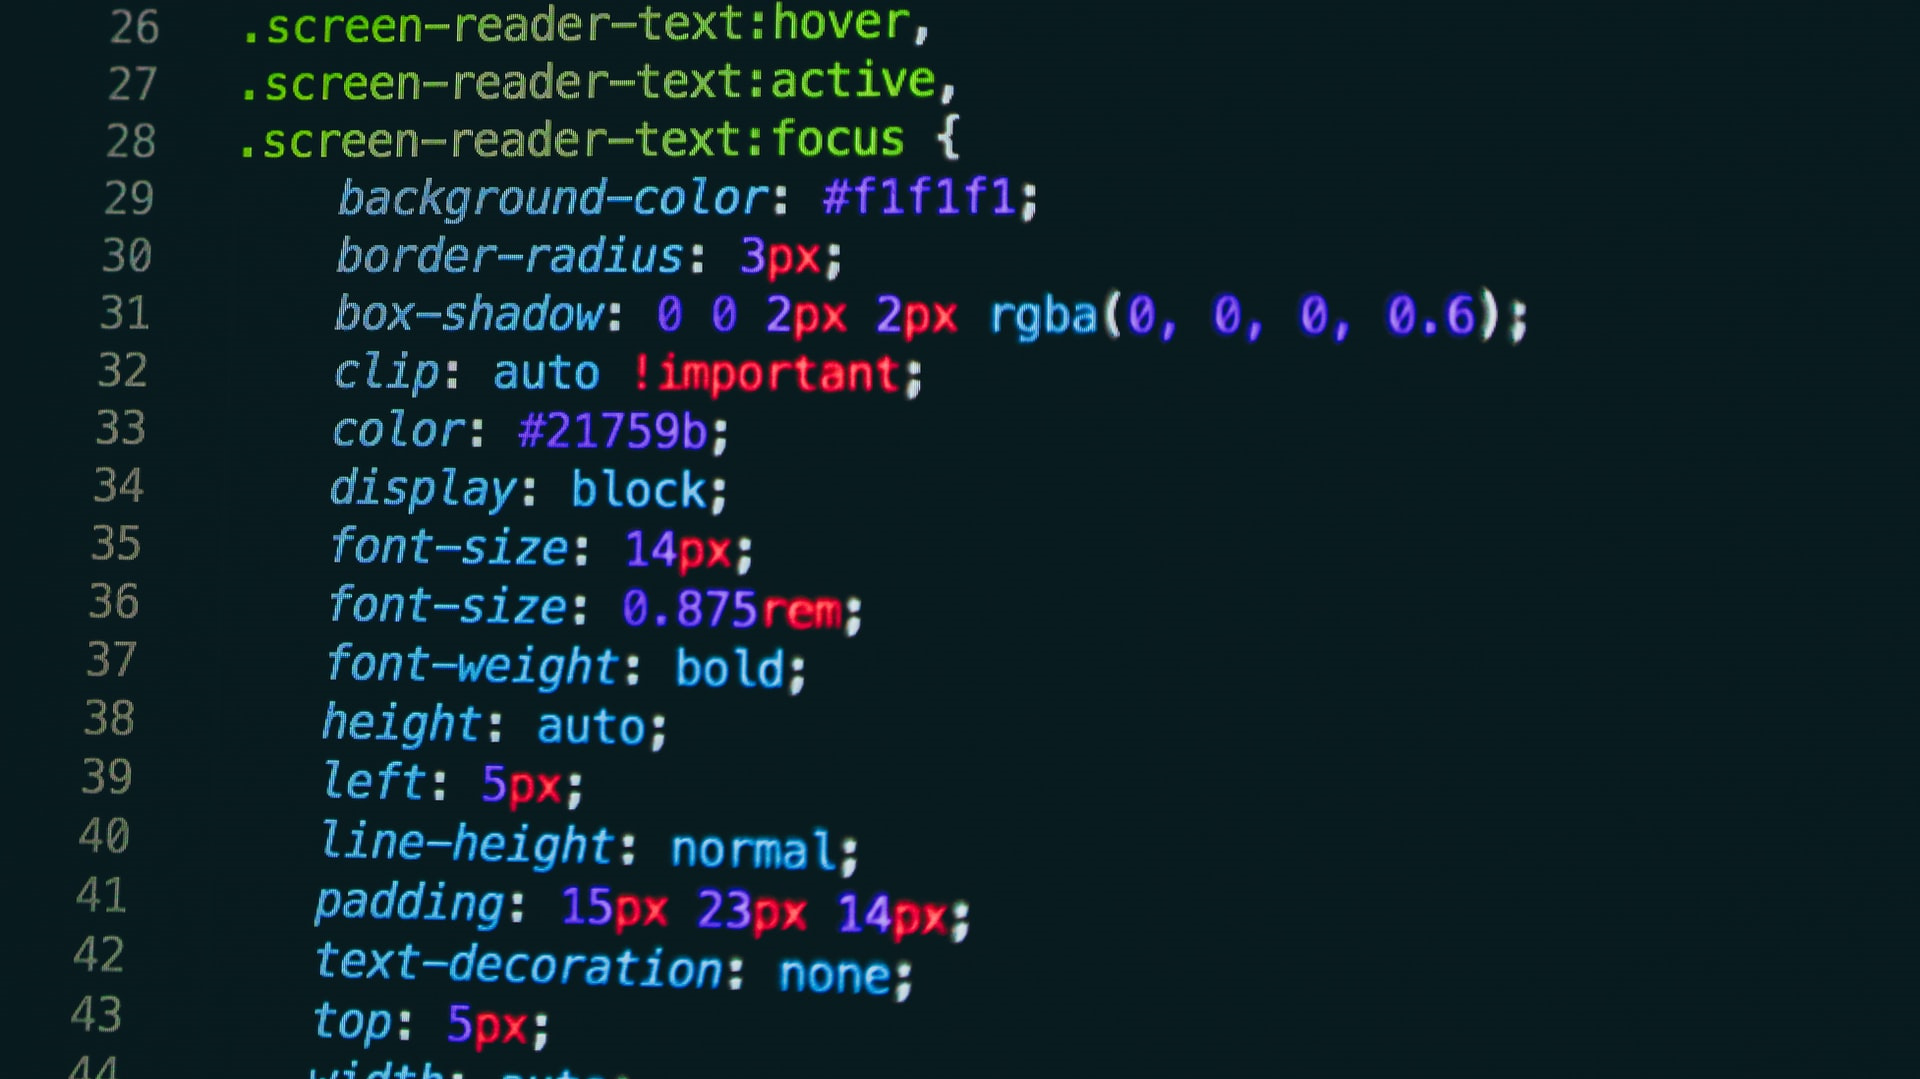 26 .screen-reader-text:hover,
27 .screen-reader-text:active,
28 .screen-reader-text:focus {
29 background-color: #f1f1f1;
30 border-radius: 3px;
31 box-shadow: 0 0 2px 2px rgba(0, 0, 0, 0.6);
32 clip: auto !important;
33 color: #21759b;
34 display: block;
35 font-size: 14px;
36 font-size: 0.875rem;
37 font-weight: bold;
38 height: auto;
39 left: 5px;
40 line-height: normal;
41 padding: 15px 23px 14px;
42 text-decoration: none;
43 top: 5px;
44 width: auto;